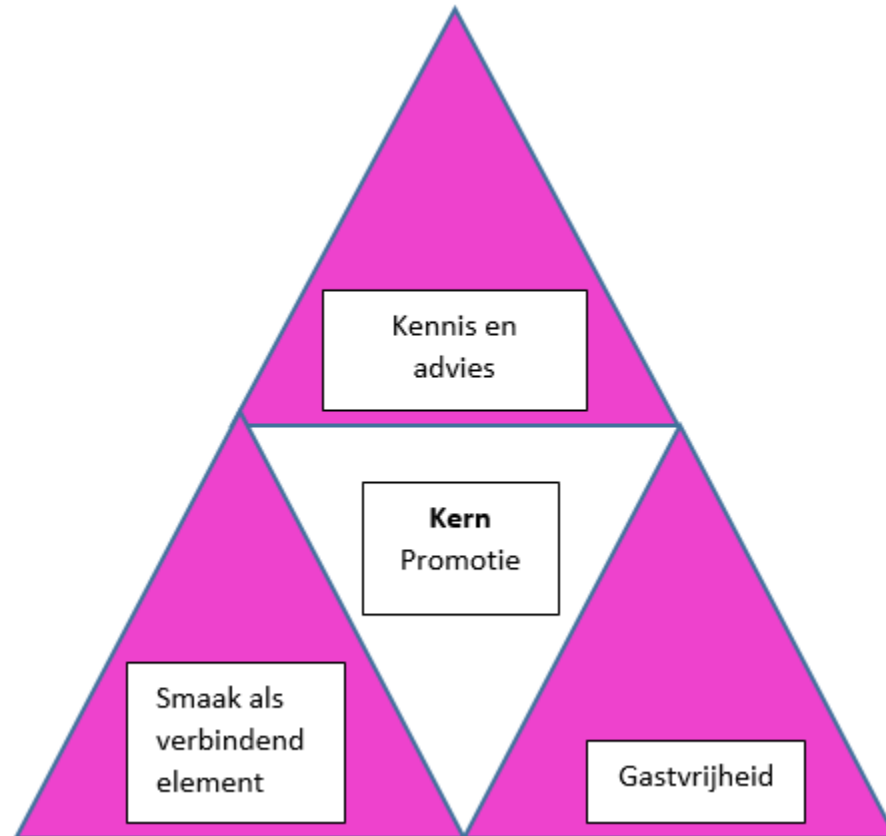 Kennis en
advies
Kern
Promotie
Smaak als
verbindend
element
Gastvrijheid